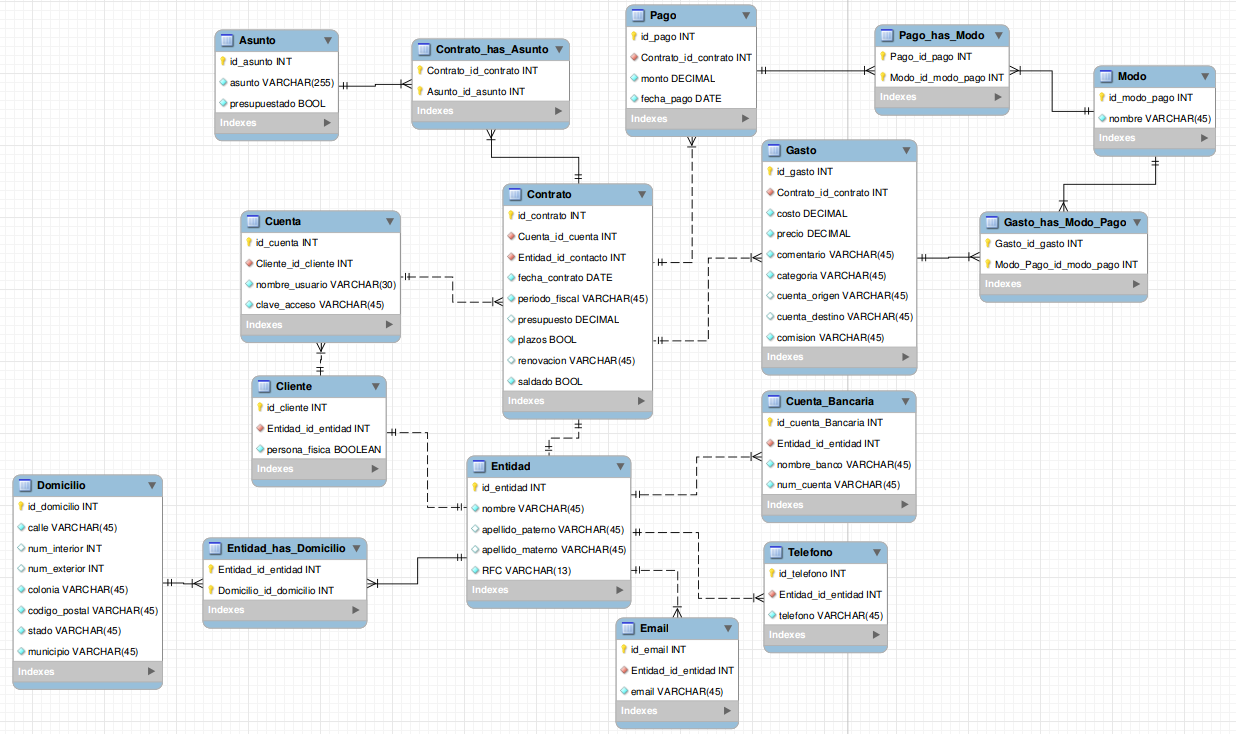 Asunto
id_asunto INT
asunto VARCHAR(255)
presupuestado BOOL
Indexes
Contrato_has_Asunto
Contrato_id_contrato INT
Asunto_id_asunto INT
Indexes
Pago
id_pago INT
Contrato_id_contrato INT
monto DECIMAL
fecha_pago DATE
Indexes
Pago_has_Modo
Pago_id_pago INT
Modo_id_modo_pago INT
Indexes
Modo
id_modo_pago INT
nombre VARCHAR(45)
Indexes
Gasto
id_gasto INT
Contrato_id_contrato INT
costo DECIMAL
precio DECIMAL
comentario VARCHAR(45)
categoria VARCHAR(45)
cuenta_origen VARCHAR(45)
cuenta_destino VARCHAR(45)
comision VARCHAR(45)
Indexes
Gasto_has_Modo_Pago
Gasto_id_gasto INT
Modo_Pago_id_modo_pago INT
Indexes
Contrato
id_contrato INT
Cuenta_id_cuenta INT
Entidad_id_contacto INT
fecha_contrato DATE
periodo_fiscal VARCHAR(45)
presupuesto DECIMAL
plazos BOOL
renovacion VARCHAR(45)
saldado BOOL
Indexes
Cuenta
id_cuenta INT
Cliente_id_cliente INT
nombre_usuario VARCHAR(30)
clave_acceso VARCHAR(45)
Indexes
Cliente
id_cliente INT
Entidad_id_entidad INT
persona_fisica BOOLEAN
Indexes
Cuenta_Bancaria
id_cuenta_Bancaria INT
Entidad_id_entidad INT
nombre_banco VARCHAR(45)
num_cuenta VARCHAR(45)
Indexes
Entidad
id_entidad INT
nombre VARCHAR(45)
apellido_paterno VARCHAR(45)
apellido_materno VARCHAR(45)
RFC VARCHAR(13)
Indexes
Domicilio
id_domicilio INT
calle VARCHAR(45)
num_interior INT
num_exterior INT
colonia VARCHAR(45)
codigo_postal VARCHAR(45)
stado VARCHAR(45)
municipio VARCHAR(45)
Indexes
Entidad_has_Domicilio
Entidad_id_entidad INT
Domicilio_id_domicilio INT
Indexes
Telefono
id_telefono INT
Entidad_id_entidad INT
telefono VARCHAR(45)
Indexes
Email
id_email INT
Entidad_id_entidad INT
email VARCHAR(45)
Indexes